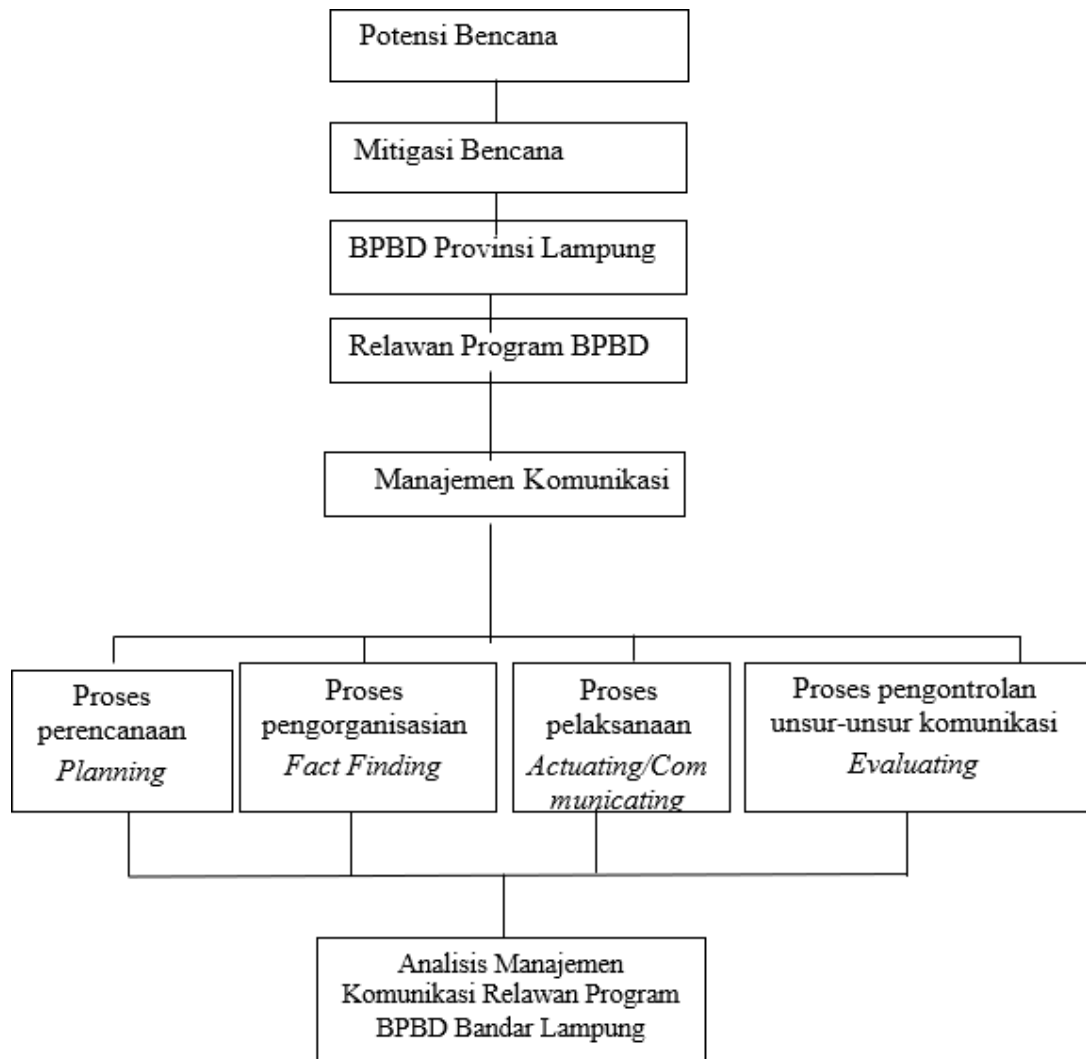 Potensi Bencana
Mitigasi Bencana
BPBD Provinsi Lampung
Relawan Program BPBD
Manajemen Komunikasi
Proses
perencanaan
Planning
Proses
pengorganisasian
Fact Finding
Proses
pelaksanaan
Actuating/Com
municating
Proses pengontrolan
unsur-unsur komunikasi
Evaluating
Analisis Manajemen
Komunikasi Relawan Program
BPBD Bandar Lampung